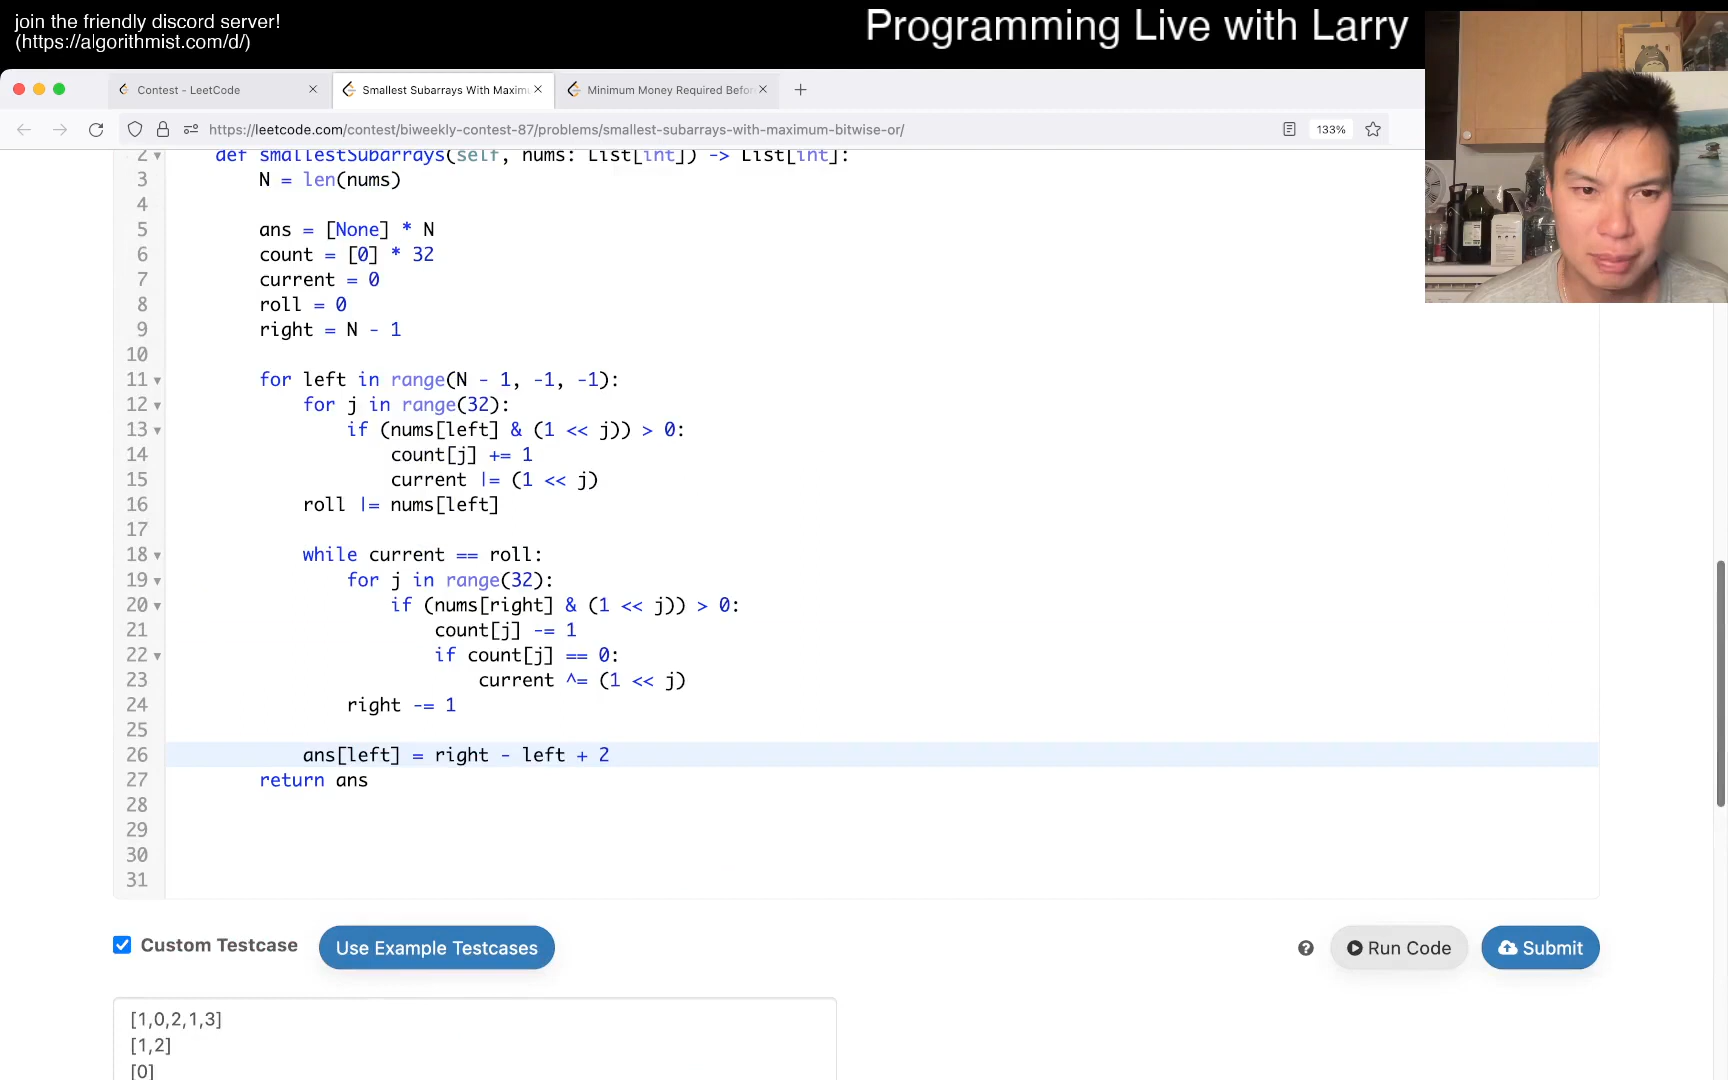 join the friendly discord server!
(https://algorithmist.com/d/)
Programming Live with Larry
Contest - LeetCode
Smallest Subarrays With Maximu
Minimum Money Required Befor
https://leetcode.com/contest/biweekly-contest-87/problems/smallest-subarrays-with-maximum-bitwise-or/
133%
2 def smallestSubarrays(self, nums: List[int]) -> List[int]:
3 N = len(nums)
4
5 ans = [None] * N
6 count = [0] * 32
7 current = 0
8 roll = 0
9 right = N - 1
10
11 for left in range(N - 1, -1, -1):
12 for j in range(32):
13 if (nums[left] & (1 << j)) > 0:
14 count[j] += 1
15 current |= (1 << j)
16 roll |= nums[left]
17
18 while current == roll:
19 for j in range(32):
20 if (nums[right] & (1 << j)) > 0:
21 count[j] -= 1
22 if count[j] == 0:
23 current ^= (1 << j)
24 right -= 1
25
26 ans[left] = right - left + 2
27 return ans
28
29
30
31
Custom Testcase
Use Example Testcases
Run Code
Submit
[1,0,2,1,3]
[1,2]
[0]